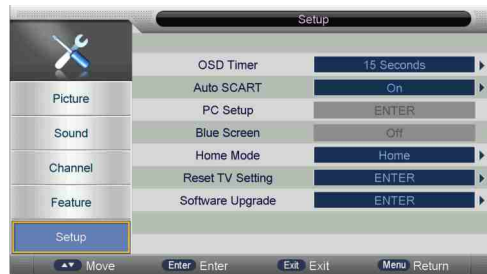 Setup
OSD Timer 15 Seconds
Auto SCART On
PC Setup ENTER
Blue Screen Off
Home Mode Home
Reset TV Setting ENTER
Software Upgrade ENTER
Picture
Sound
Channel
Feature
Setup
Move Enter Enter Exit Exit Menu Return